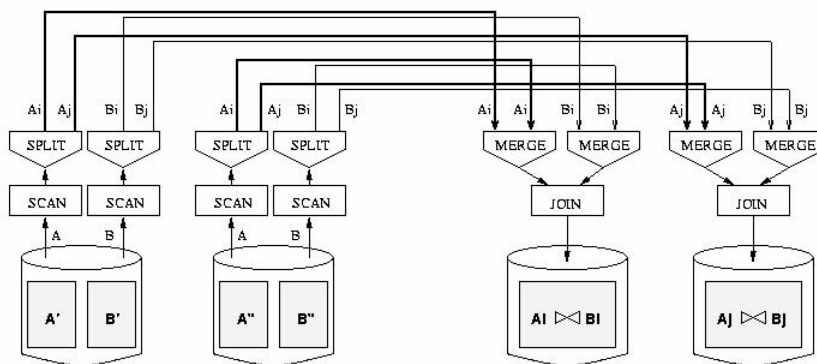 Ai Aj Bi Bj Ai Aj Bi Bj Ai Ai Bi Bi Aj Aj Bj Bj
SPLIT SPLIT SPLIT SPLIT MERGE MERGE MERGE MERGE
SCAN SCAN SCAN SCAN JOIN JOIN
A B A B
A' B' A" B" Ai ⋈ Bi Aj ⋈ Bj